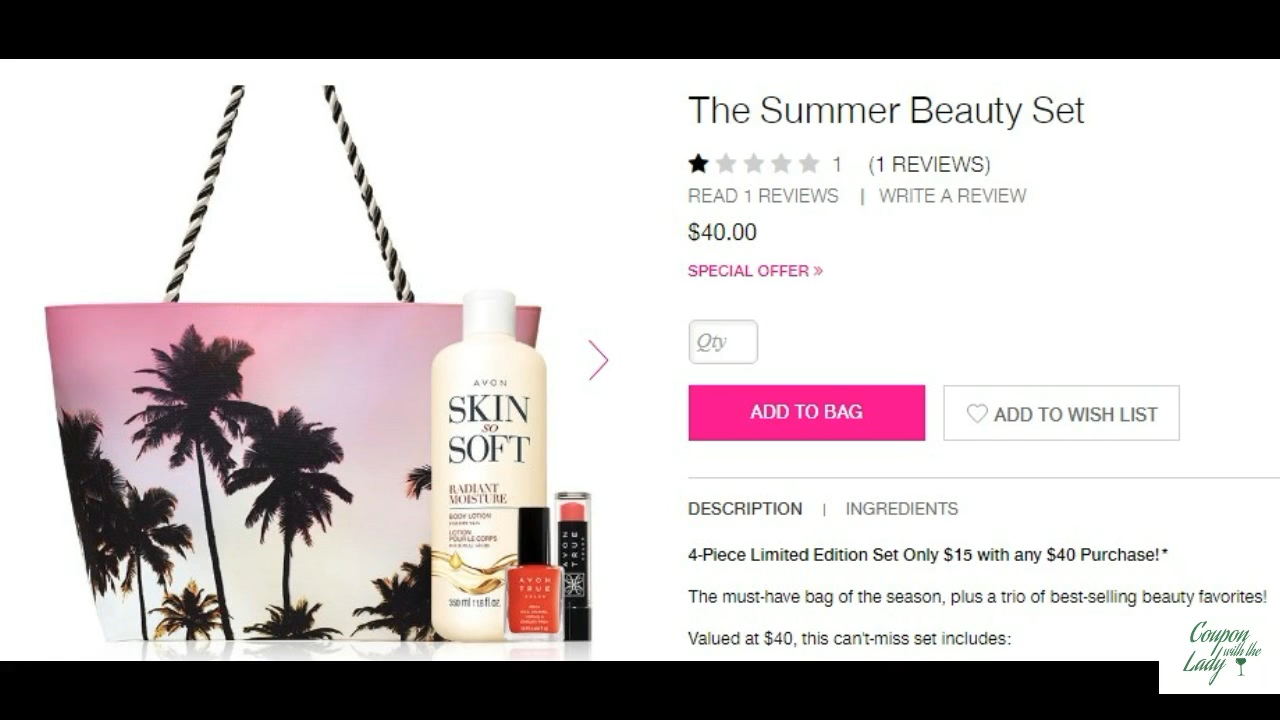 The Summer Beauty Set
1 (1 REVIEWS)
READ 1 REVIEWS | WRITE A REVIEW
$40.00
SPECIAL OFFER »
Qty
ADD TO BAG
ADD TO WISH LIST
DESCRIPTION | INGREDIENTS
4-Piece Limited Edition Set Only $15 with any $40 Purchase!*
The must-have bag of the season, plus a trio of best-selling beauty favorites!
Valued at $40, this can't-miss set includes:
AVON
SKIN
SO
SOFT
RADIANT
MOISTURE
BODY LOTION
LOTION
POUR LE CORPS
350 ml
AVON
TRUE
AVON
TRUE
Coupon
with the
Lady